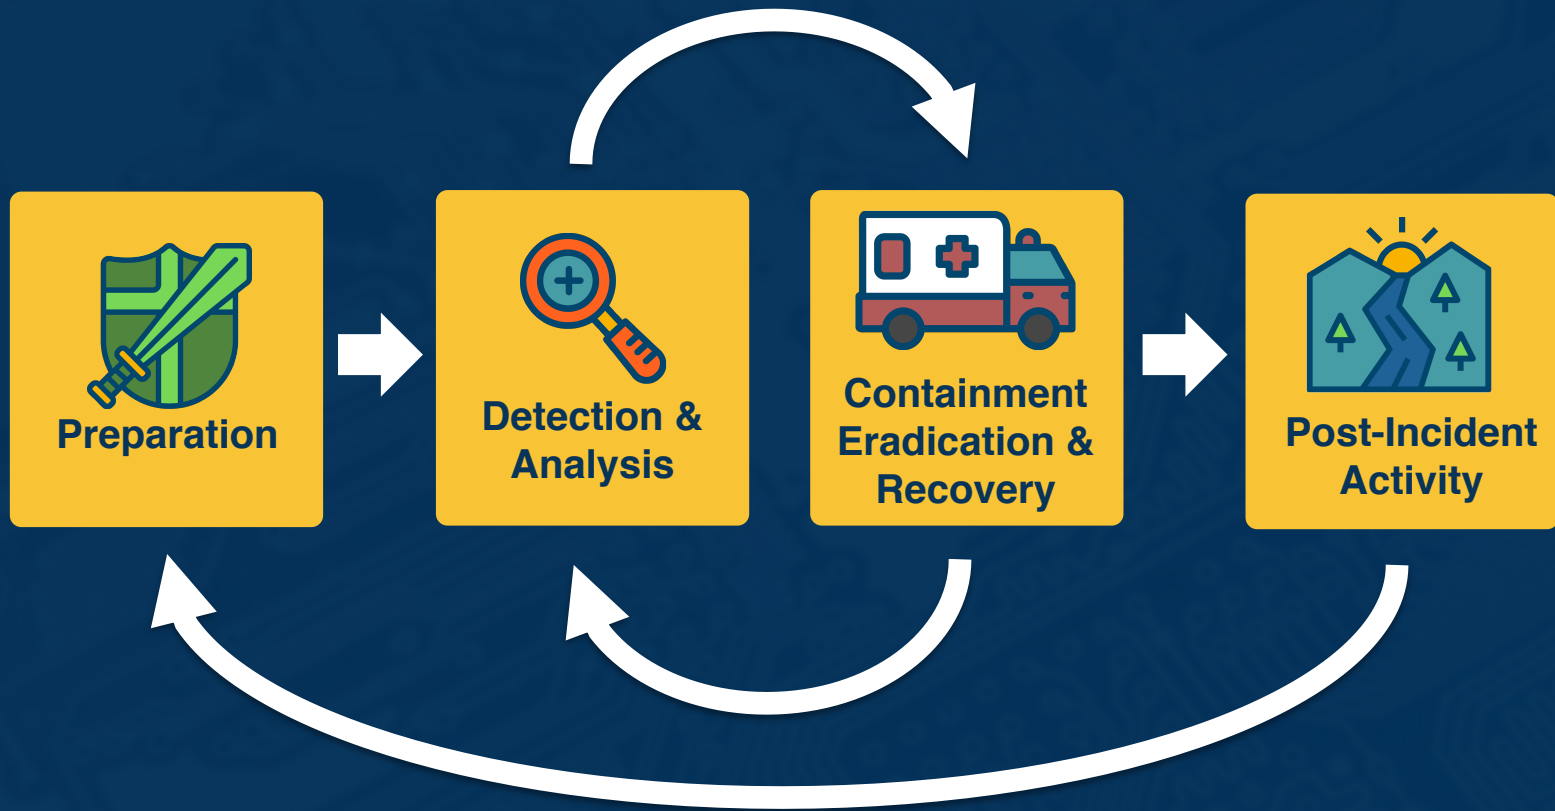 Preparation
Detection &
Analysis
Containment
Eradication &
Recovery
Post-Incident
Activity